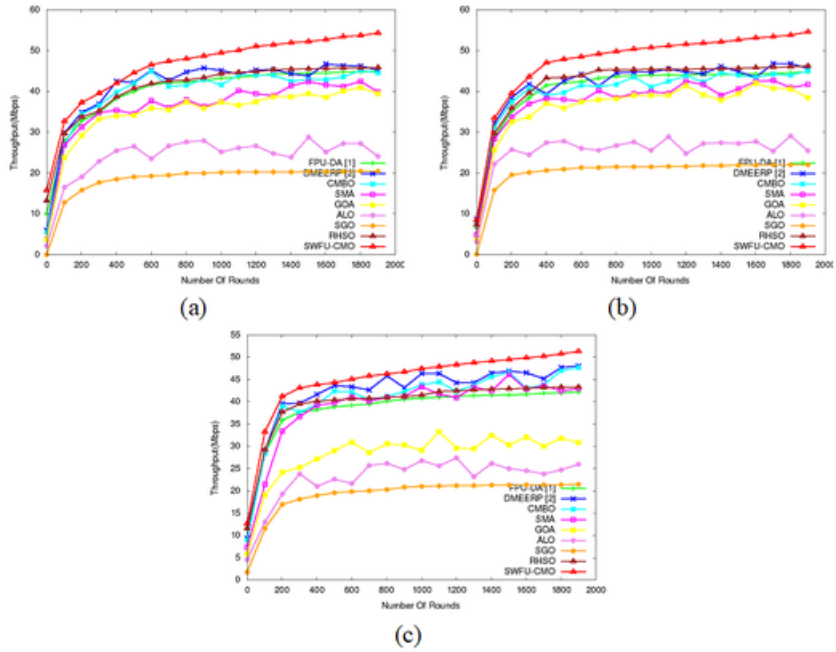 60
50
40
30
20
10
0
Throughput(Mbps)
0 200 400 600 800 1000 1200 1400 1600 1800 2000
Number Of Rounds
FPU-DA [1]
DMEERP [2]
CMBO
SMA
GOA
ALO
SGO
RHSO
SWFU-CMO
(a)
60
50
40
30
20
10
0
Throughput(Mbps)
0 200 400 600 800 1000 1200 1400 1600 1800 2000
Number Of Rounds
FPU-DA [1]
DMEERP [2]
CMBO
SMA
GOA
ALO
SGO
RHSO
SWFU-CMO
(b)
55
50
45
40
35
30
25
20
15
10
5
0
Throughput(Mbps)
0 200 400 600 800 1000 1200 1400 1600 1800 2000
Number Of Rounds
FPU-DA [1]
DMEERP [2]
CMBO
SMA
GOA
ALO
SGO
RHSO
SWFU-CMO
(c)